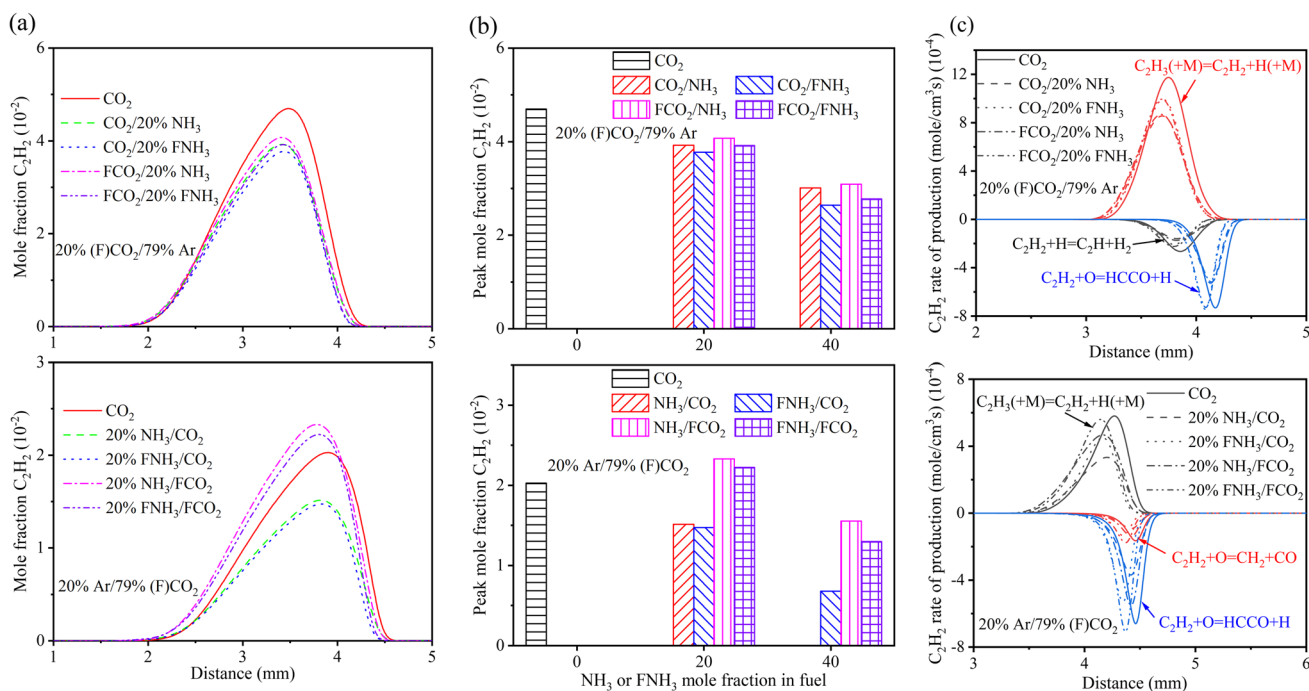 (a)
6
4
2
0
Mole fraction C₂H₂ (10⁻²)
CO₂
CO₂/20% NH₃
CO₂/20% FNH₃
FCO₂/20% NH₃
FCO₂/20% FNH₃
20% (F)CO₂/79% Ar
1 2 3 4 5
3
2
1
0
Mole fraction C₂H₂ (10⁻²)
CO₂
20% NH₃/CO₂
20% FNH₃/CO₂
20% NH₃/FCO₂
20% FNH₃/FCO₂
20% Ar/79% (F)CO₂
1 2 3 4 5
Distance (mm)
(b)
6
4
2
0
Peak mole fraction C₂H₂ (10⁻²)
CO₂
CO₂/NH₃ CO₂/FNH₃
FCO₂/NH₃ FCO₂/FNH₃
20% (F)CO₂/79% Ar
0 20 40
3
2
1
0
Peak mole fraction C₂H₂ (10⁻²)
CO₂
NH₃/CO₂ FNH₃/CO₂
NH₃/FCO₂ FNH₃/FCO₂
20% Ar/79% (F)CO₂
0 20 40
NH₃ or FNH₃ mole fraction in fuel
(c)
12
8
4
0
-4
-8
C₂H₂ rate of production (mole/cm³s) (10⁻⁴)
CO₂
CO₂/20% NH₃
CO₂/20% FNH₃
FCO₂/20% NH₃
FCO₂/20% FNH₃
20% (F)CO₂/79% Ar
C₂H₃(+M)=C₂H₂+H(+M)
C₂H₂+H=C₂H+H₂
C₂H₂+O=HCCO+H
2 3 4 5
Distance (mm)
8
4
0
-4
-8
C₂H₂ rate of production (mole/cm³s) (10⁻⁴)
C₂H₃(+M)=C₂H₂+H(+M)
CO₂
20% NH₃/CO₂
20% FNH₃/CO₂
20% NH₃/FCO₂
20% FNH₃/FCO₂
C₂H₂+O=CH₂+CO
C₂H₂+O=HCCO+H
20% Ar/79% (F)CO₂
3 4 5 6
Distance (mm)